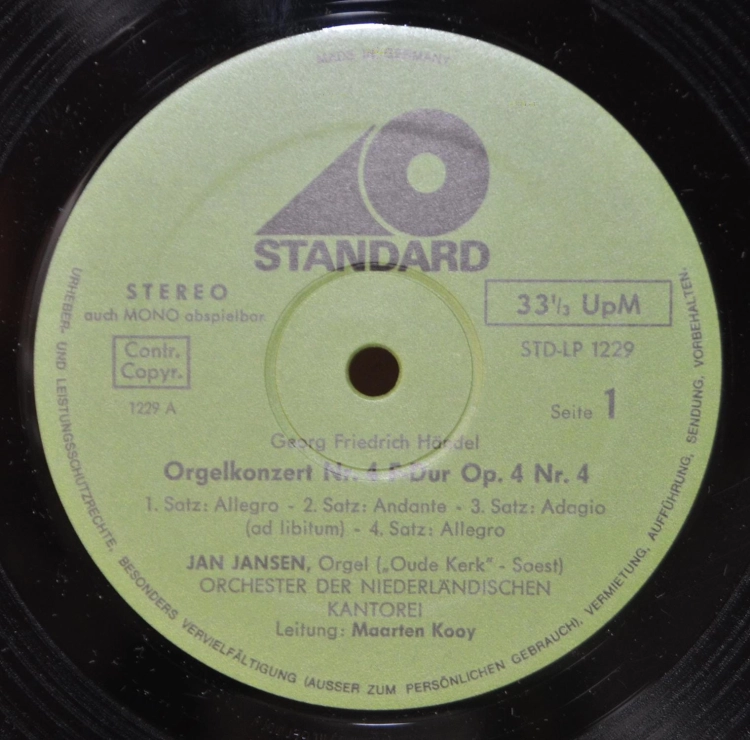 MADE IN GERMANY
STANDARD
STEREO
auch MONO abspielbar
33 1/3 UpM
Contr.
Copyr.
STD-LP 1229
1229 A
Seite 1
Georg Friedrich Händel
Orgelkonzert Nr. 4 F Dur Op. 4 Nr. 4
1. Satz: Allegro - 2. Satz: Andante - 3. Satz: Adagio
(ad libitum) - 4. Satz: Allegro
JAN JANSEN, Orgel („Oude Kerk" - Soest)
ORCHESTER DER NIEDERLÄNDISCHEN
KANTOREI
Leitung: Maarten Kooy
URHEBER- UND LEISTUNGSSCHUTZRECHTE, BESONDERS VERVIELFÄLTIGUNG (AUSSER ZUM PERSÖNLICHEN GEBRAUCH), VERMIETUNG, AUFFÜHRUNG, SENDUNG, VORBEHALTEN.